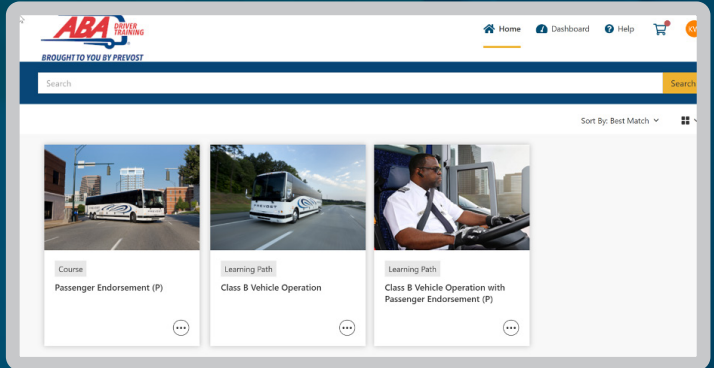 ABA DRIVER
TRAINING
BROUGHT TO YOU BY PREVOST
Home Dashboard Help KV
Search Search
Sort By: Best Match
PREVOST
Course
Passenger Endorsement (P)
Learning Path
Class B Vehicle Operation
Learning Path
Class B Vehicle Operation with
Passenger Endorsement (P)